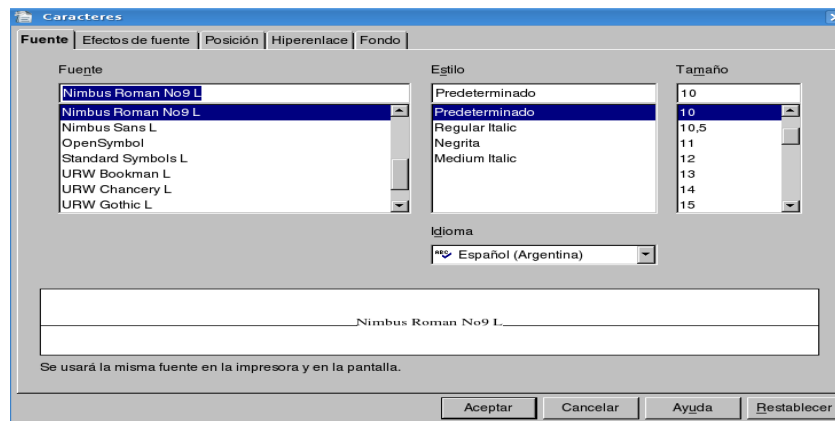 Caracteres
Fuente Efectos de fuente Posición Hiperenlace Fondo
Fuente Estilo Tamaño
Nimbus Roman No9 L Predeterminado 10
Nimbus Roman No9 L Predeterminado 10
Nimbus Sans L Regular Italic 10,5
OpenSymbol Negrita 11
Standard Symbols L Medium Italic 12
URW Bookman L 13
URW Chancery L 14
URW Gothic L 15
Idioma
ABC Español (Argentina)
Nimbus Roman No9 L
Se usará la misma fuente en la impresora y en la pantalla.
Aceptar Cancelar Ayuda Restablecer